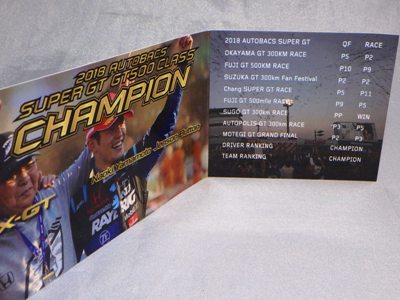 2018 AUTOBACS
SUPER GT GT500 CLASS
CHAMPION
Naoki Yamamoto Jenson Button
X-GT
2018 AUTOBACS SUPER GT QF RACE
OKAYAMA GT 300KM RACE P5 P2
FUJI GT 500KM RACE P10 P9
SUZUKA GT 300km Fan Festival P2 P2
Chang SUPER GT RACE P5 P11
FUJI GT 500mile RACE P9 P5
SUGO GT 300km RACE PP WIN
AUTOPOLIS GT 300km RACE P3 P5
MOTEGI GT GRAND FINAL P2 P3
DRIVER RANKING CHAMPION
TEAM RANKING CHAMPION